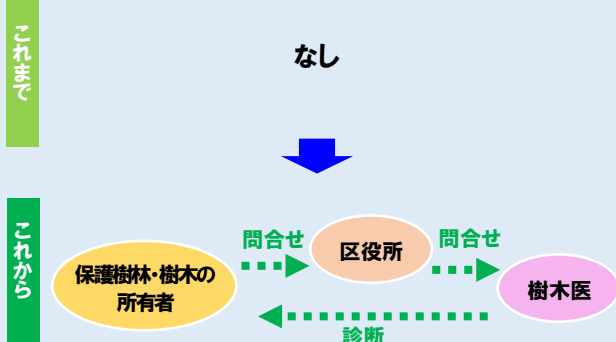 これまで
なし
これから
問合せ
区役所
問合せ
保護樹林・樹木の
所有者
樹木医
診断